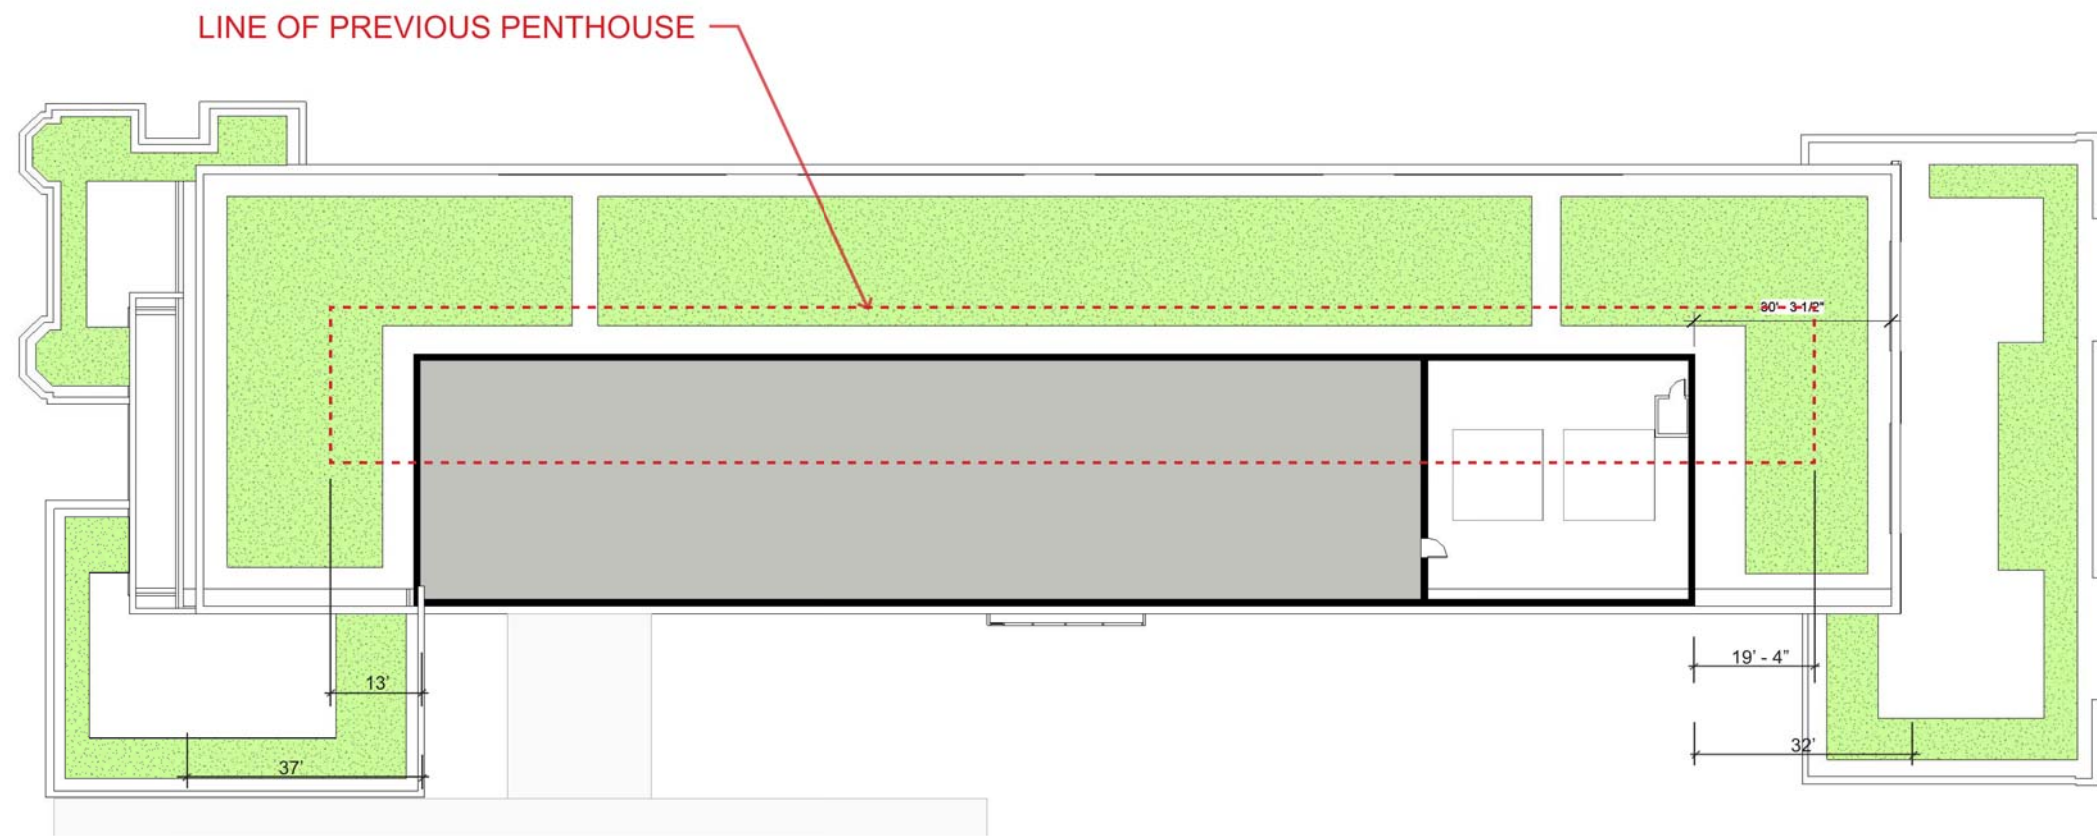 LINE OF PREVIOUS PENTHOUSE
30'- 3-1/2"
19' - 4"
13'
32'
37'